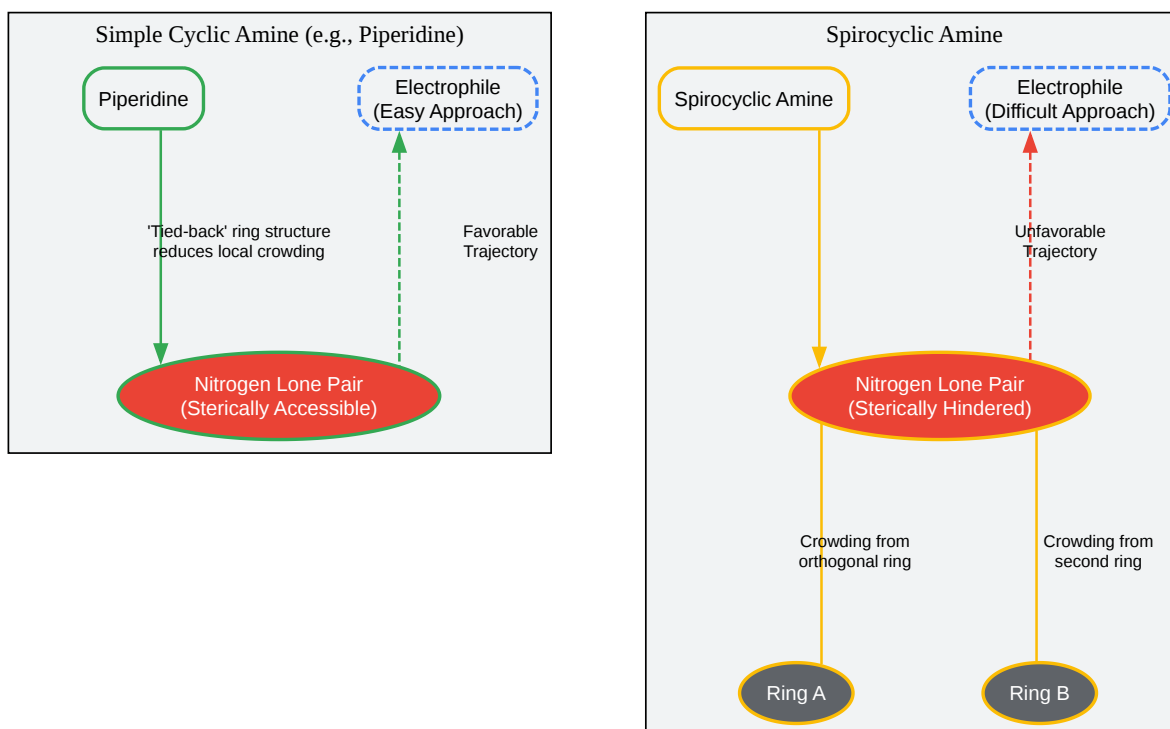 Simple Cyclic Amine (e.g., Piperidine)
Piperidine
Electrophile
(Easy Approach)
'Tied-back' ring structure
reduces local crowding
Favorable
Trajectory
Nitrogen Lone Pair
(Sterically Accessible)
Spirocyclic Amine
Spirocyclic Amine
Electrophile
(Difficult Approach)
Unfavorable
Trajectory
Nitrogen Lone Pair
(Sterically Hindered)
Crowding from
orthogonal ring
Crowding from
second ring
Ring A
Ring B